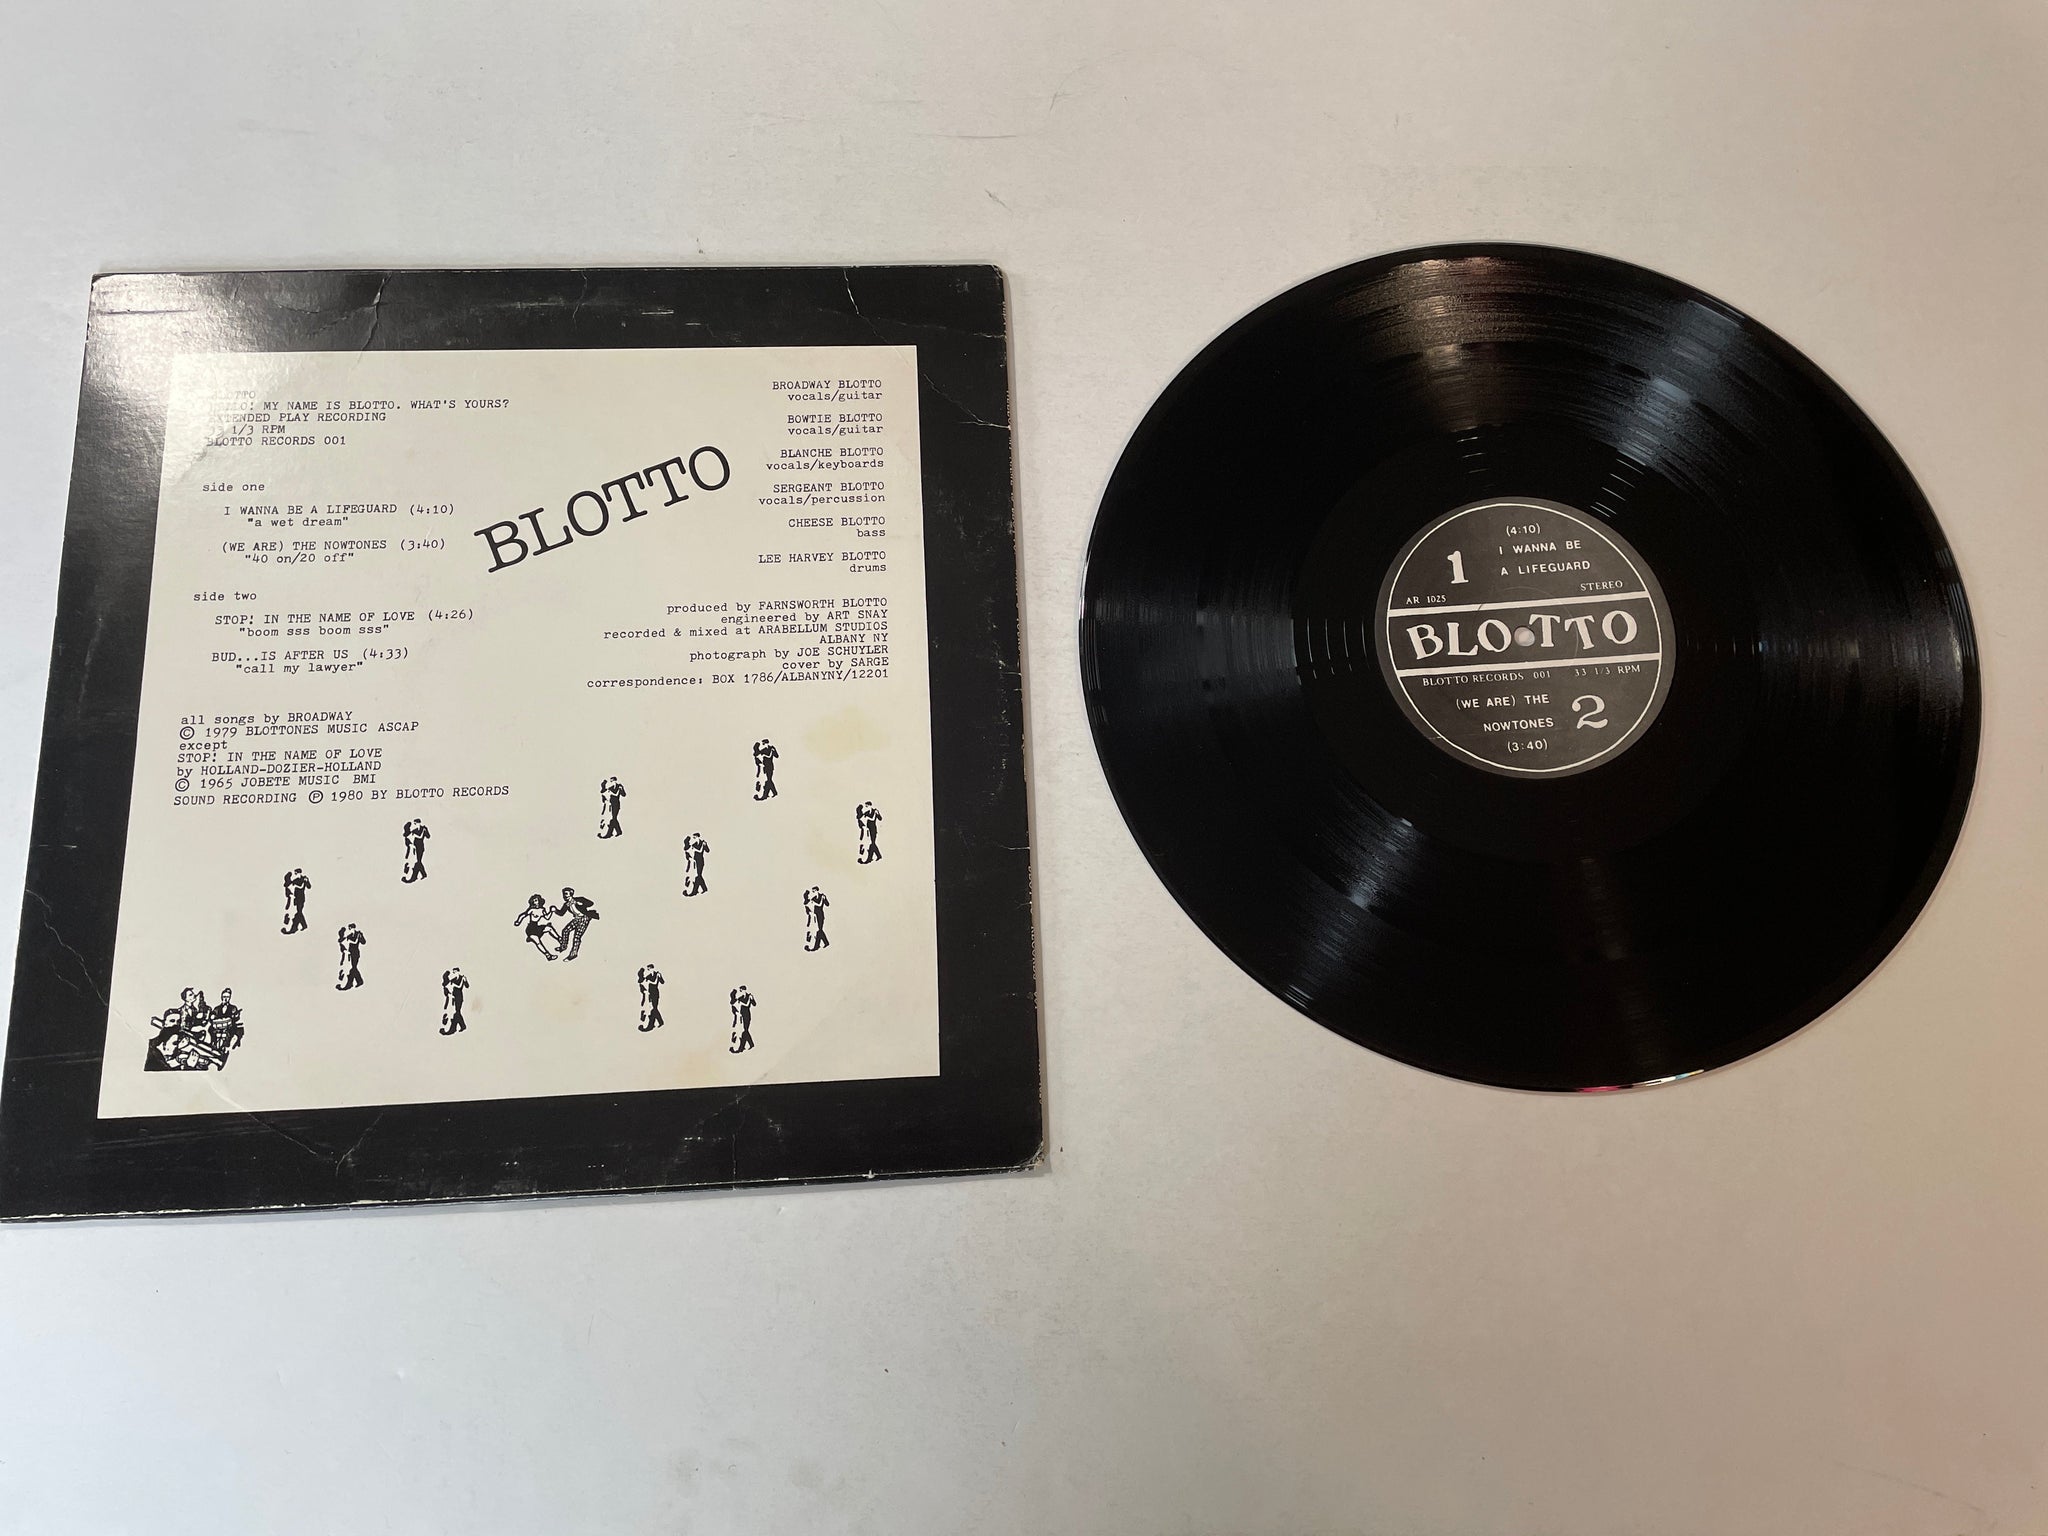 BLOTTO
HELLO! MY NAME IS BLOTTO. WHAT'S YOURS?
EXTENDED PLAY RECORDING
33 1/3 RPM
BLOTTO RECORDS 001
side one
I WANNA BE A LIFEGUARD (4:10)
"a wet dream"
(WE ARE) THE NOWTONES (3:40)
"40 on/20 off"
side two
STOP! IN THE NAME OF LOVE (4:26)
"boom sss boom sss"
BUD...IS AFTER US (4:33)
"call my lawyer"
all songs by BROADWAY
© 1979 BLOTTONES MUSIC ASCAP
except
STOP! IN THE NAME OF LOVE
by HOLLAND-DOZIER-HOLLAND
© 1965 JOBETE MUSIC BMI
SOUND RECORDING ℗ 1980 BY BLOTTO RECORDS
BLOTTO
BROADWAY BLOTTO
vocals/guitar
BOWTIE BLOTTO
vocals/guitar
BLANCHE BLOTTO
vocals/keyboards
SERGEANT BLOTTO
vocals/percussion
CHEESE BLOTTO
bass
LEE HARVEY BLOTTO
drums
produced by FARNSWORTH BLOTTO
engineered by ART SNAY
recorded & mixed at ARABELLUM STUDIOS
ALBANY NY
photograph by JOE SCHUYLER
cover by SARGE
correspondence: BOX 1786/ALBANYNY/12201
(4:10)
1 I WANNA BE
A LIFEGUARD
STEREO
AR 1025
BLOTTO
BLOTTO RECORDS 001 33 1/3 RPM
(WE ARE) THE
NOWTONES 2
(3:40)